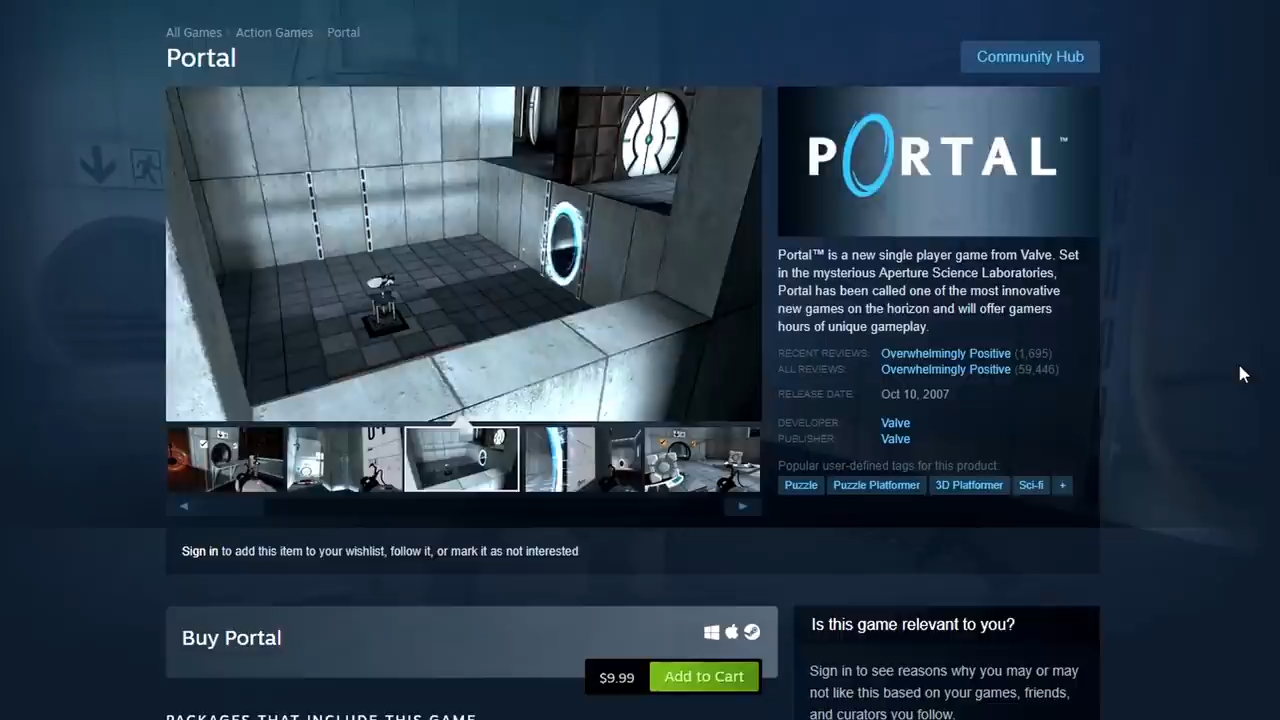 All Games Action Games Portal
Portal
Community Hub
PORTAL™
Portal™ is a new single player game from Valve. Set
in the mysterious Aperture Science Laboratories,
Portal has been called one of the most innovative
new games on the horizon and will offer gamers
hours of unique gameplay.
RECENT REVIEWS: Overwhelmingly Positive (1,695)
ALL REVIEWS: Overwhelmingly Positive (59,446)
RELEASE DATE: Oct 10, 2007
DEVELOPER: Valve
PUBLISHER: Valve
Popular user-defined tags for this product:
Puzzle Puzzle Platformer 3D Platformer Sci-fi +
Sign in to add this item to your wishlist, follow it, or mark it as not interested
Buy Portal
$9.99 Add to Cart
PACKAGES THAT INCLUDE THIS GAME
Is this game relevant to you?
Sign in to see reasons why you may or may
not like this based on your games, friends,
and curators you follow.